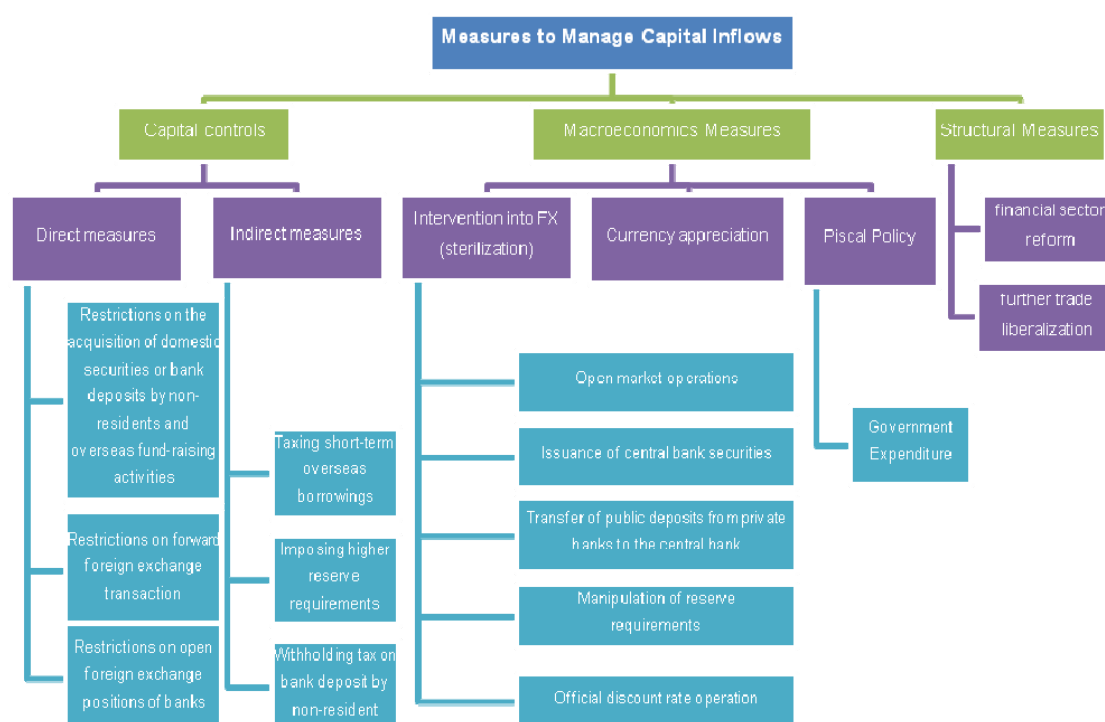 Measures to Manage Capital Inflows
Capital controls
Macroeconomics Measures
Structural Measures
Direct measures
Indirect measures
Intervention into FX
(sterilization)
Currency appreciation
Piscal Policy
financial sector
reform
further trade
liberalization
Restrictions on the
acquisition of domestic
securities or bank
deposits by non-
residents and
overseas fund-raising
activities
Restrictions on forward
foreign exchange
transaction
Restrictions on open
foreign exchange
positions of banks
Taxing short-term
overseas
borrowings
Imposing higher
reserve
requirements
Withholding tax on
bank deposit by
non-resident
Open market operations
Issuance of central bank securities
Transfer of public deposits from private
banks to the central bank
Manipulation of reserve
requirements
Official discount rate operation
Government
Expenditure